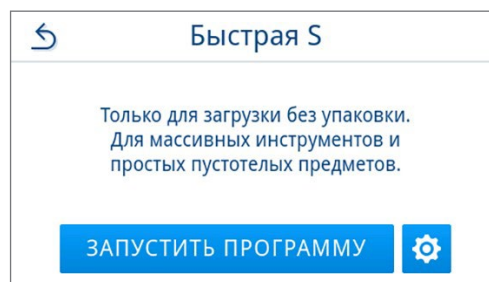 Быстрая S
Только для загрузки без упаковки.
Для массивных инструментов и
простых пустотелых предметов.
ЗАПУСТИТЬ ПРОГРАММУ